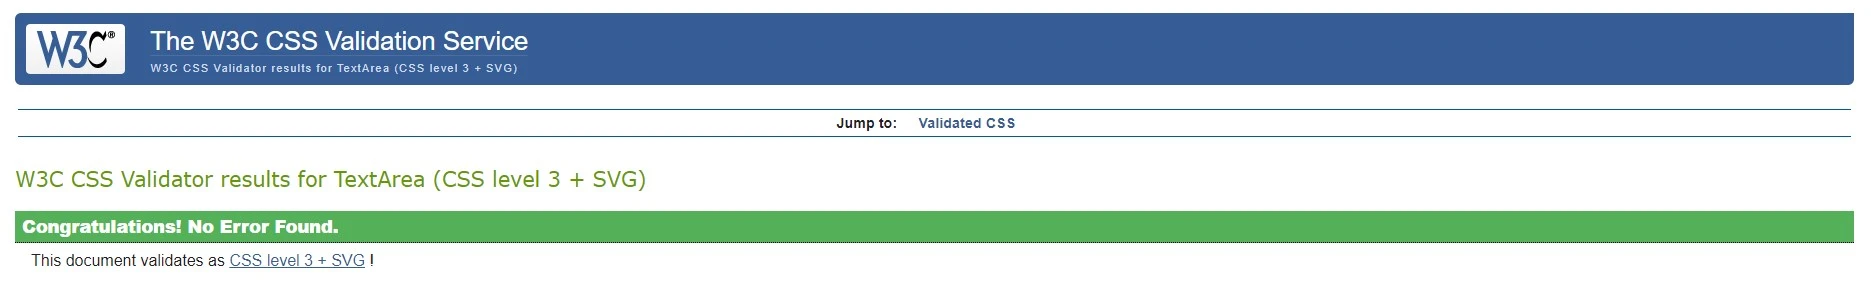 W3C®
The W3C CSS Validation Service
W3C CSS Validator results for TextArea (CSS level 3 + SVG)
Jump to: Validated CSS
W3C CSS Validator results for TextArea (CSS level 3 + SVG)
Congratulations! No Error Found.
This document validates as CSS level 3 + SVG !